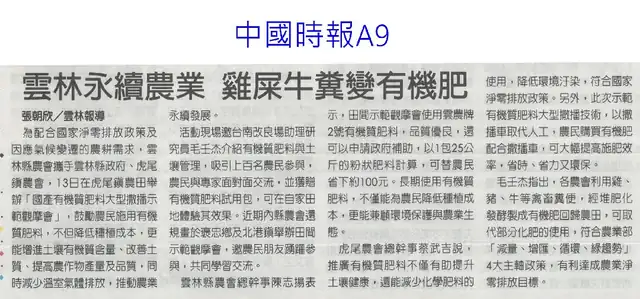 中國時報A9
雲林永續農業 雞屎牛糞變有機肥
張朝欣／雲林報導
為配合國家淨零排放政策及
因應氣候變遷的農耕需求，雲
林縣農會攜手雲林縣政府、虎尾
鎮農會，13日在虎尾鎮農田舉
辦「國產有機質肥料大型撒播示
範觀摩會」，鼓勵農民施用有機
質肥料，不但降低種植成本，更
能增進土壤有機質含量、改善土
質、提高農作物產量及品質，同
時減少溫室氣體排放，推動農業
永續發展。
活動現場邀台南改良場助理研
究員毛壬杰介紹有機質肥料與土
壤管理，吸引上百名農民參與，
農民與專家面對面交流，並獲贈
有機質肥料試用包，可在自家田
地體驗其效果。近期內縣農會還
規畫於褒忠鄉及北港鎮舉辦田間
示範觀摩會，邀農民朋友踴躍參
與，共同學習交流。
雲林縣農會總幹事陳志揚表
示，田間示範觀摩會使用雲農牌
2號有機質肥料，品質優良，還
可以申請政府補助，以1包25公
斤的粉狀肥料計算，可替農民
省下約100元。長期使用有機質
肥料，不僅能為農民降低種植成
本，更能兼顧環境保護與農業生
態。
虎尾農會總幹事蔡武吉說，
推廣有機質肥料不僅有助提升
土壤健康，還能減少化學肥料的
使用，降低環境汙染，符合國家
淨零排放政策。另外，此次示範
有機質肥料大型撒播技術，以撒
播車取代人工，農民購買有機肥
配合撒播車，可大幅提高施肥效
率，省時、省力又環保。
毛壬杰指出，各農會利用雞、
豬、牛等禽畜糞便，經堆肥化
發酵製成有機肥回歸農田，可取
代部分化肥的使用，符合農業部
「減量、增匯、循環、綠趨勢」
4大主軸政策，有利達成農業淨
零排放目標。